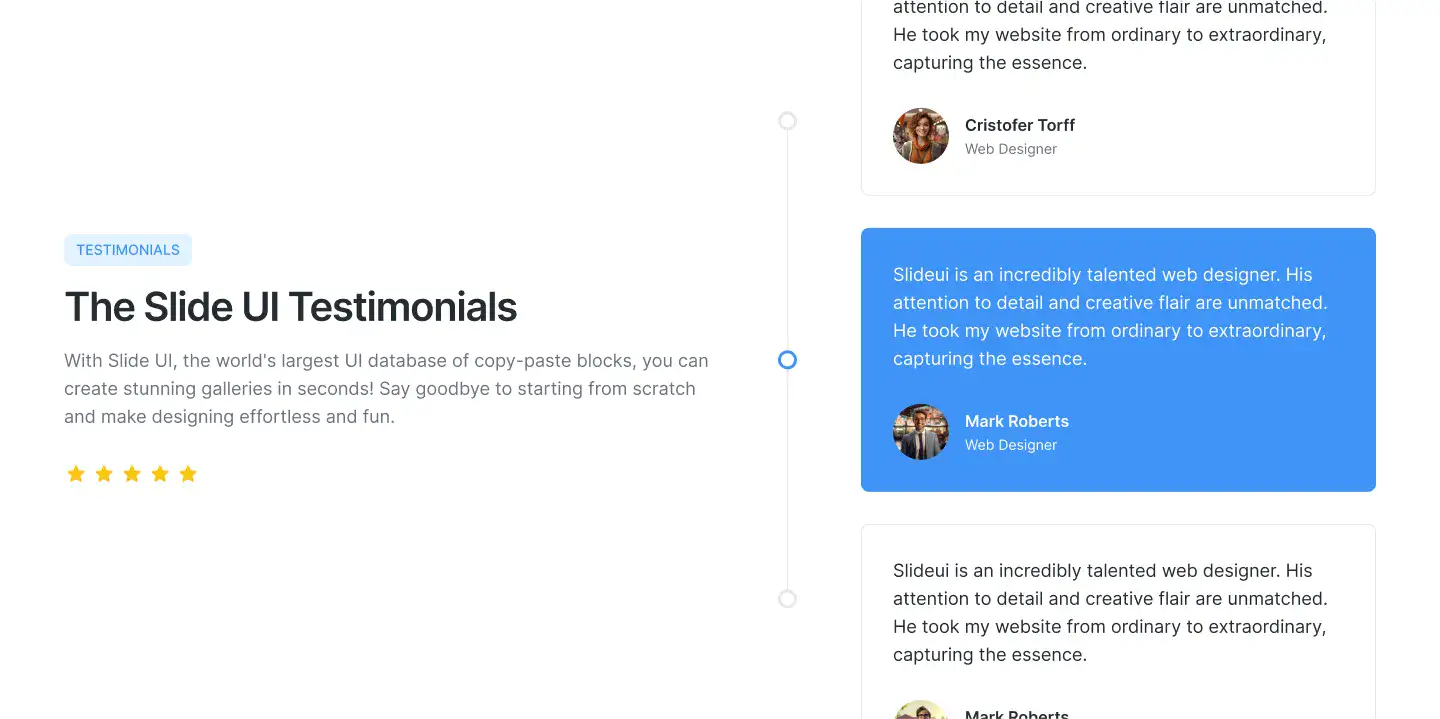 TESTIMONIALS
The Slide UI Testimonials
With Slide UI, the world's largest UI database of copy-paste blocks, you can
create stunning galleries in seconds! Say goodbye to starting from scratch
and make designing effortless and fun.
attention to detail and creative flair are unmatched.
He took my website from ordinary to extraordinary,
capturing the essence.
Cristofer Torff
Web Designer
Slideui is an incredibly talented web designer. His
attention to detail and creative flair are unmatched.
He took my website from ordinary to extraordinary,
capturing the essence.
Mark Roberts
Web Designer
Slideui is an incredibly talented web designer. His
attention to detail and creative flair are unmatched.
He took my website from ordinary to extraordinary,
capturing the essence.
Mark Roberts